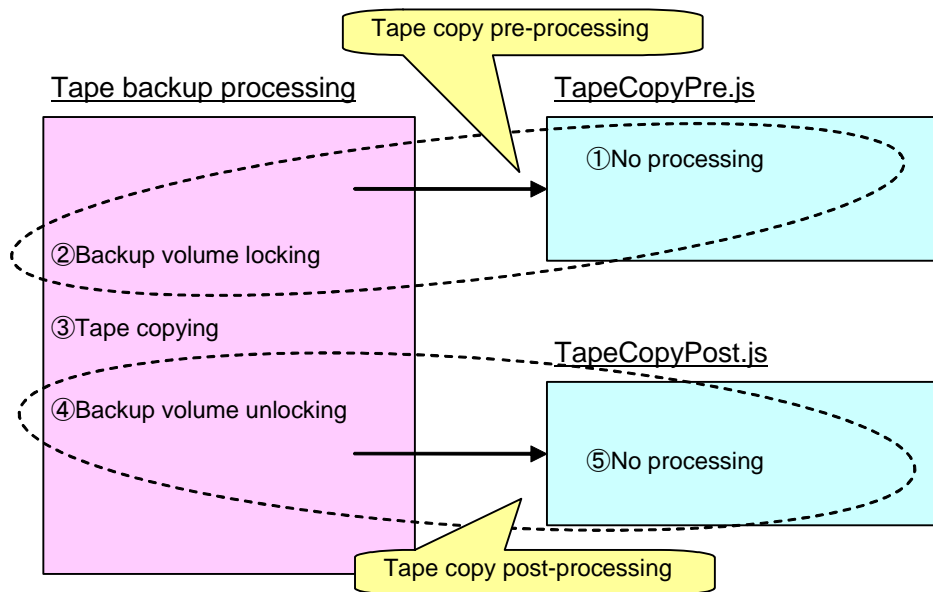 Tape copy pre-processing
Tape backup processing
TapeCopyPre.js
①No processing
②Backup volume locking
③Tape copying
TapeCopyPost.js
④Backup volume unlocking
⑤No processing
Tape copy post-processing